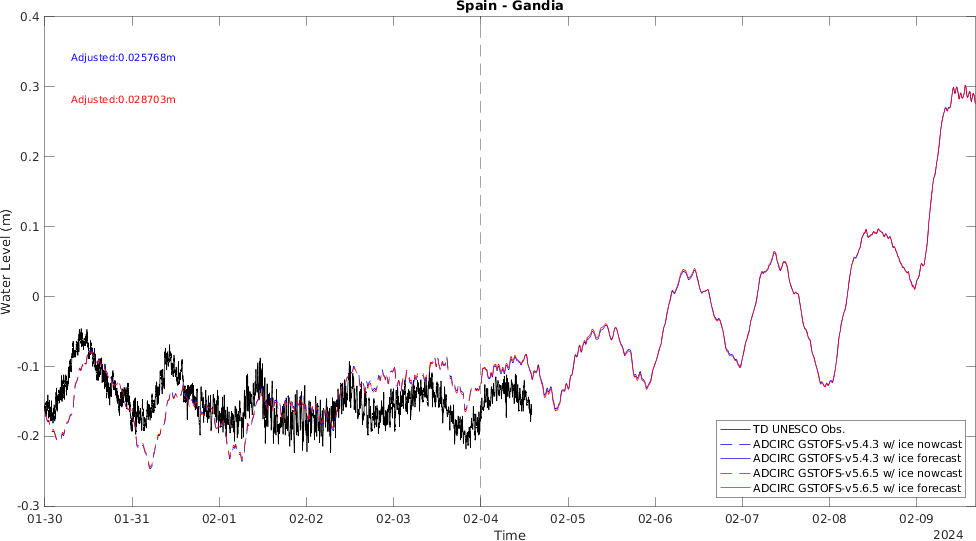 Spain - Gandia
0.4
0.3
0.2
0.1
0
-0.1
-0.2
-0.3
Water Level (m)
Adjusted:0.025768m
Adjusted:0.028703m
TD UNESCO Obs.
ADCIRC GSTOFS-v5.4.3 w/ ice nowcast
ADCIRC GSTOFS-v5.4.3 w/ ice forecast
ADCIRC GSTOFS-v5.6.5 w/ ice nowcast
ADCIRC GSTOFS-v5.6.5 w/ ice forecast
01-30 01-31 02-01 02-02 02-03 02-04 02-05 02-06 02-07 02-08 02-09
Time
2024